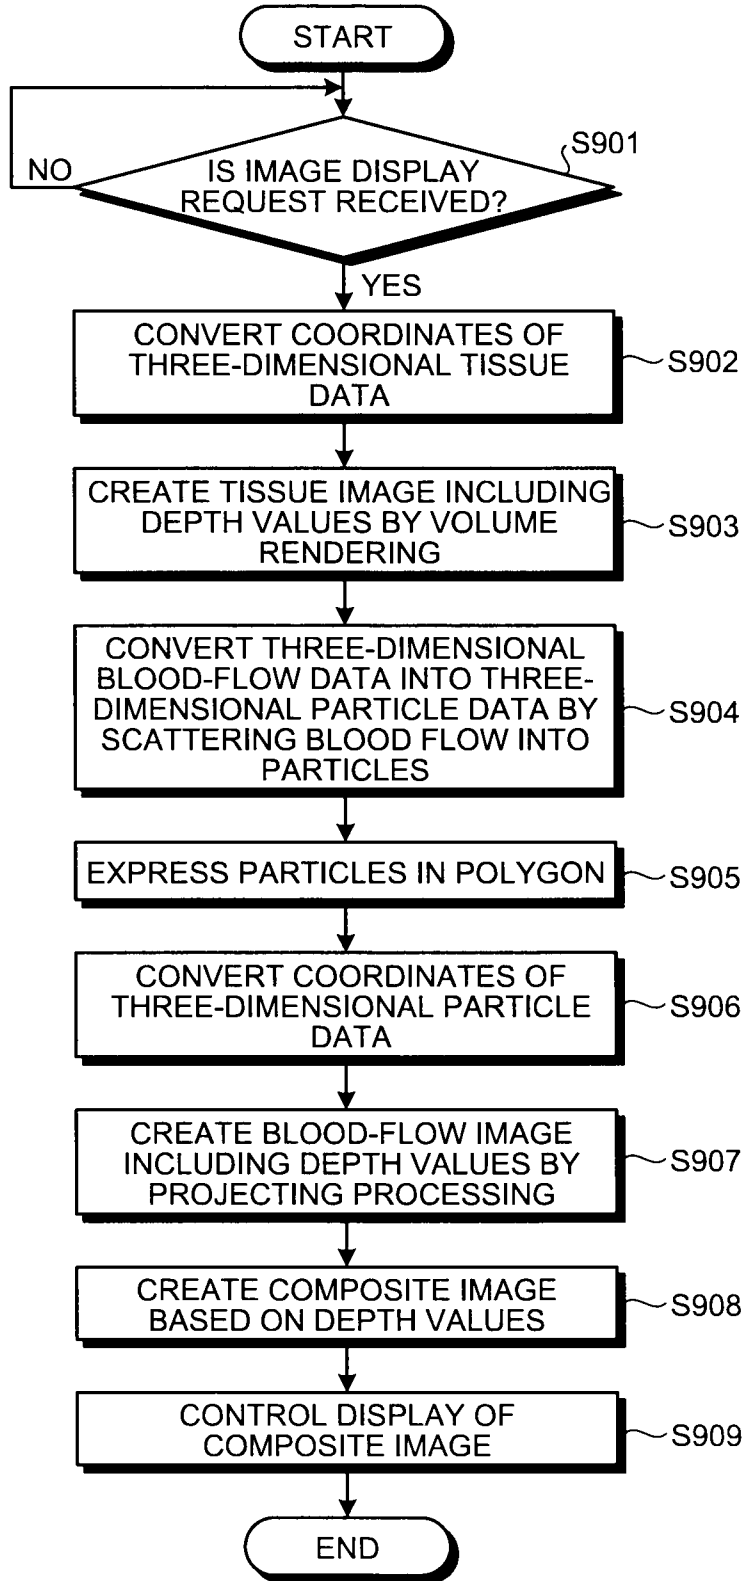 START
S901
NO
IS IMAGE DISPLAY
REQUEST RECEIVED?
YES
CONVERT COORDINATES OF
THREE-DIMENSIONAL TISSUE
DATA
S902
CREATE TISSUE IMAGE INCLUDING
DEPTH VALUES BY VOLUME
RENDERING
S903
CONVERT THREE-DIMENSIONAL
BLOOD-FLOW DATA INTO THREE-
DIMENSIONAL PARTICLE DATA BY
SCATTERING BLOOD FLOW INTO
PARTICLES
S904
EXPRESS PARTICLES IN POLYGON
S905
CONVERT COORDINATES OF
THREE-DIMENSIONAL PARTICLE
DATA
S906
CREATE BLOOD-FLOW IMAGE
INCLUDING DEPTH VALUES BY
PROJECTING PROCESSING
S907
CREATE COMPOSITE IMAGE
BASED ON DEPTH VALUES
S908
CONTROL DISPLAY OF
COMPOSITE IMAGE
S909
END